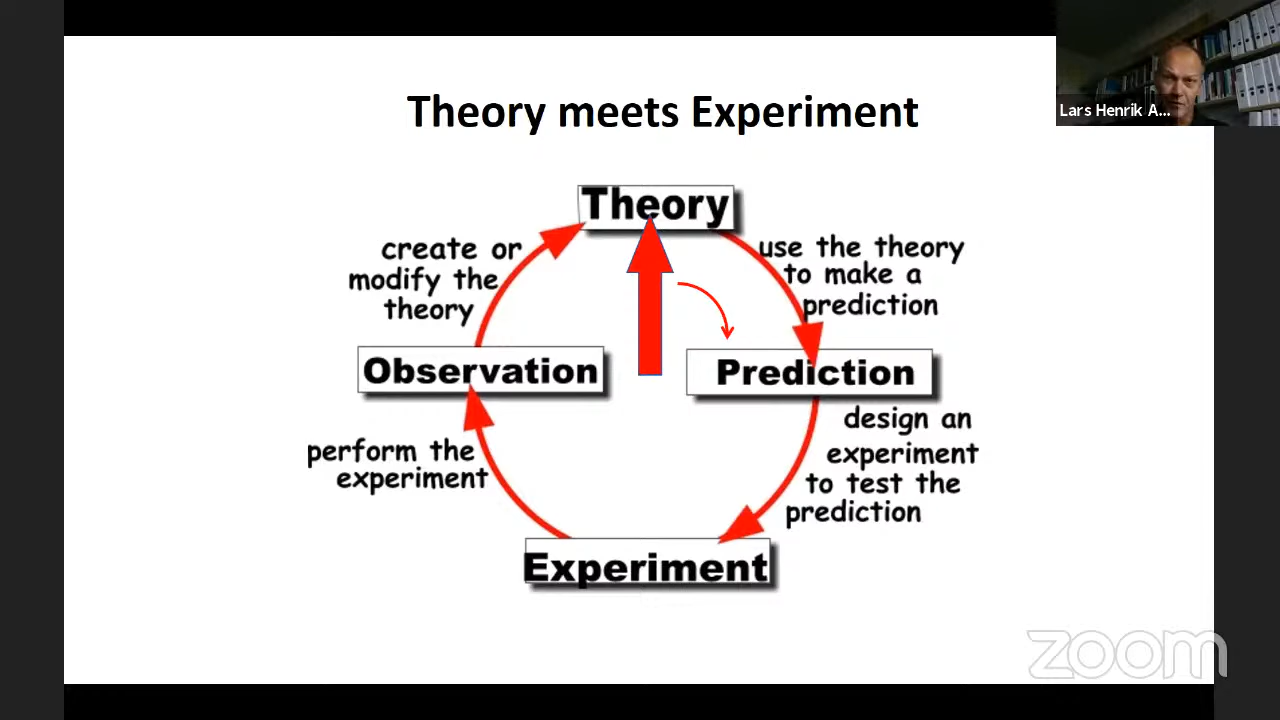 Theory meets Experiment
Lars Henrik A...
Theory
create or
modify the
theory
use the theory
to make a
prediction
Observation
Prediction
perform the
experiment
design an
experiment
to test the
prediction
Experiment
zoom